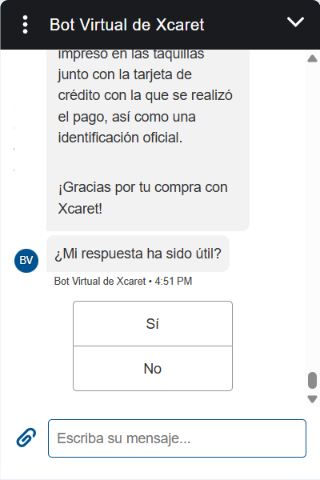 Bot Virtual de Xcaret
impreso en las taquillas
junto con la tarjeta de
crédito con la que se realizó
el pago, así como una
identificación oficial.
¡Gracias por tu compra con
Xcaret!
¿Mi respuesta ha sido útil?
BV
Bot Virtual de Xcaret • 4:51 PM
Sí
No
Escriba su mensaje...